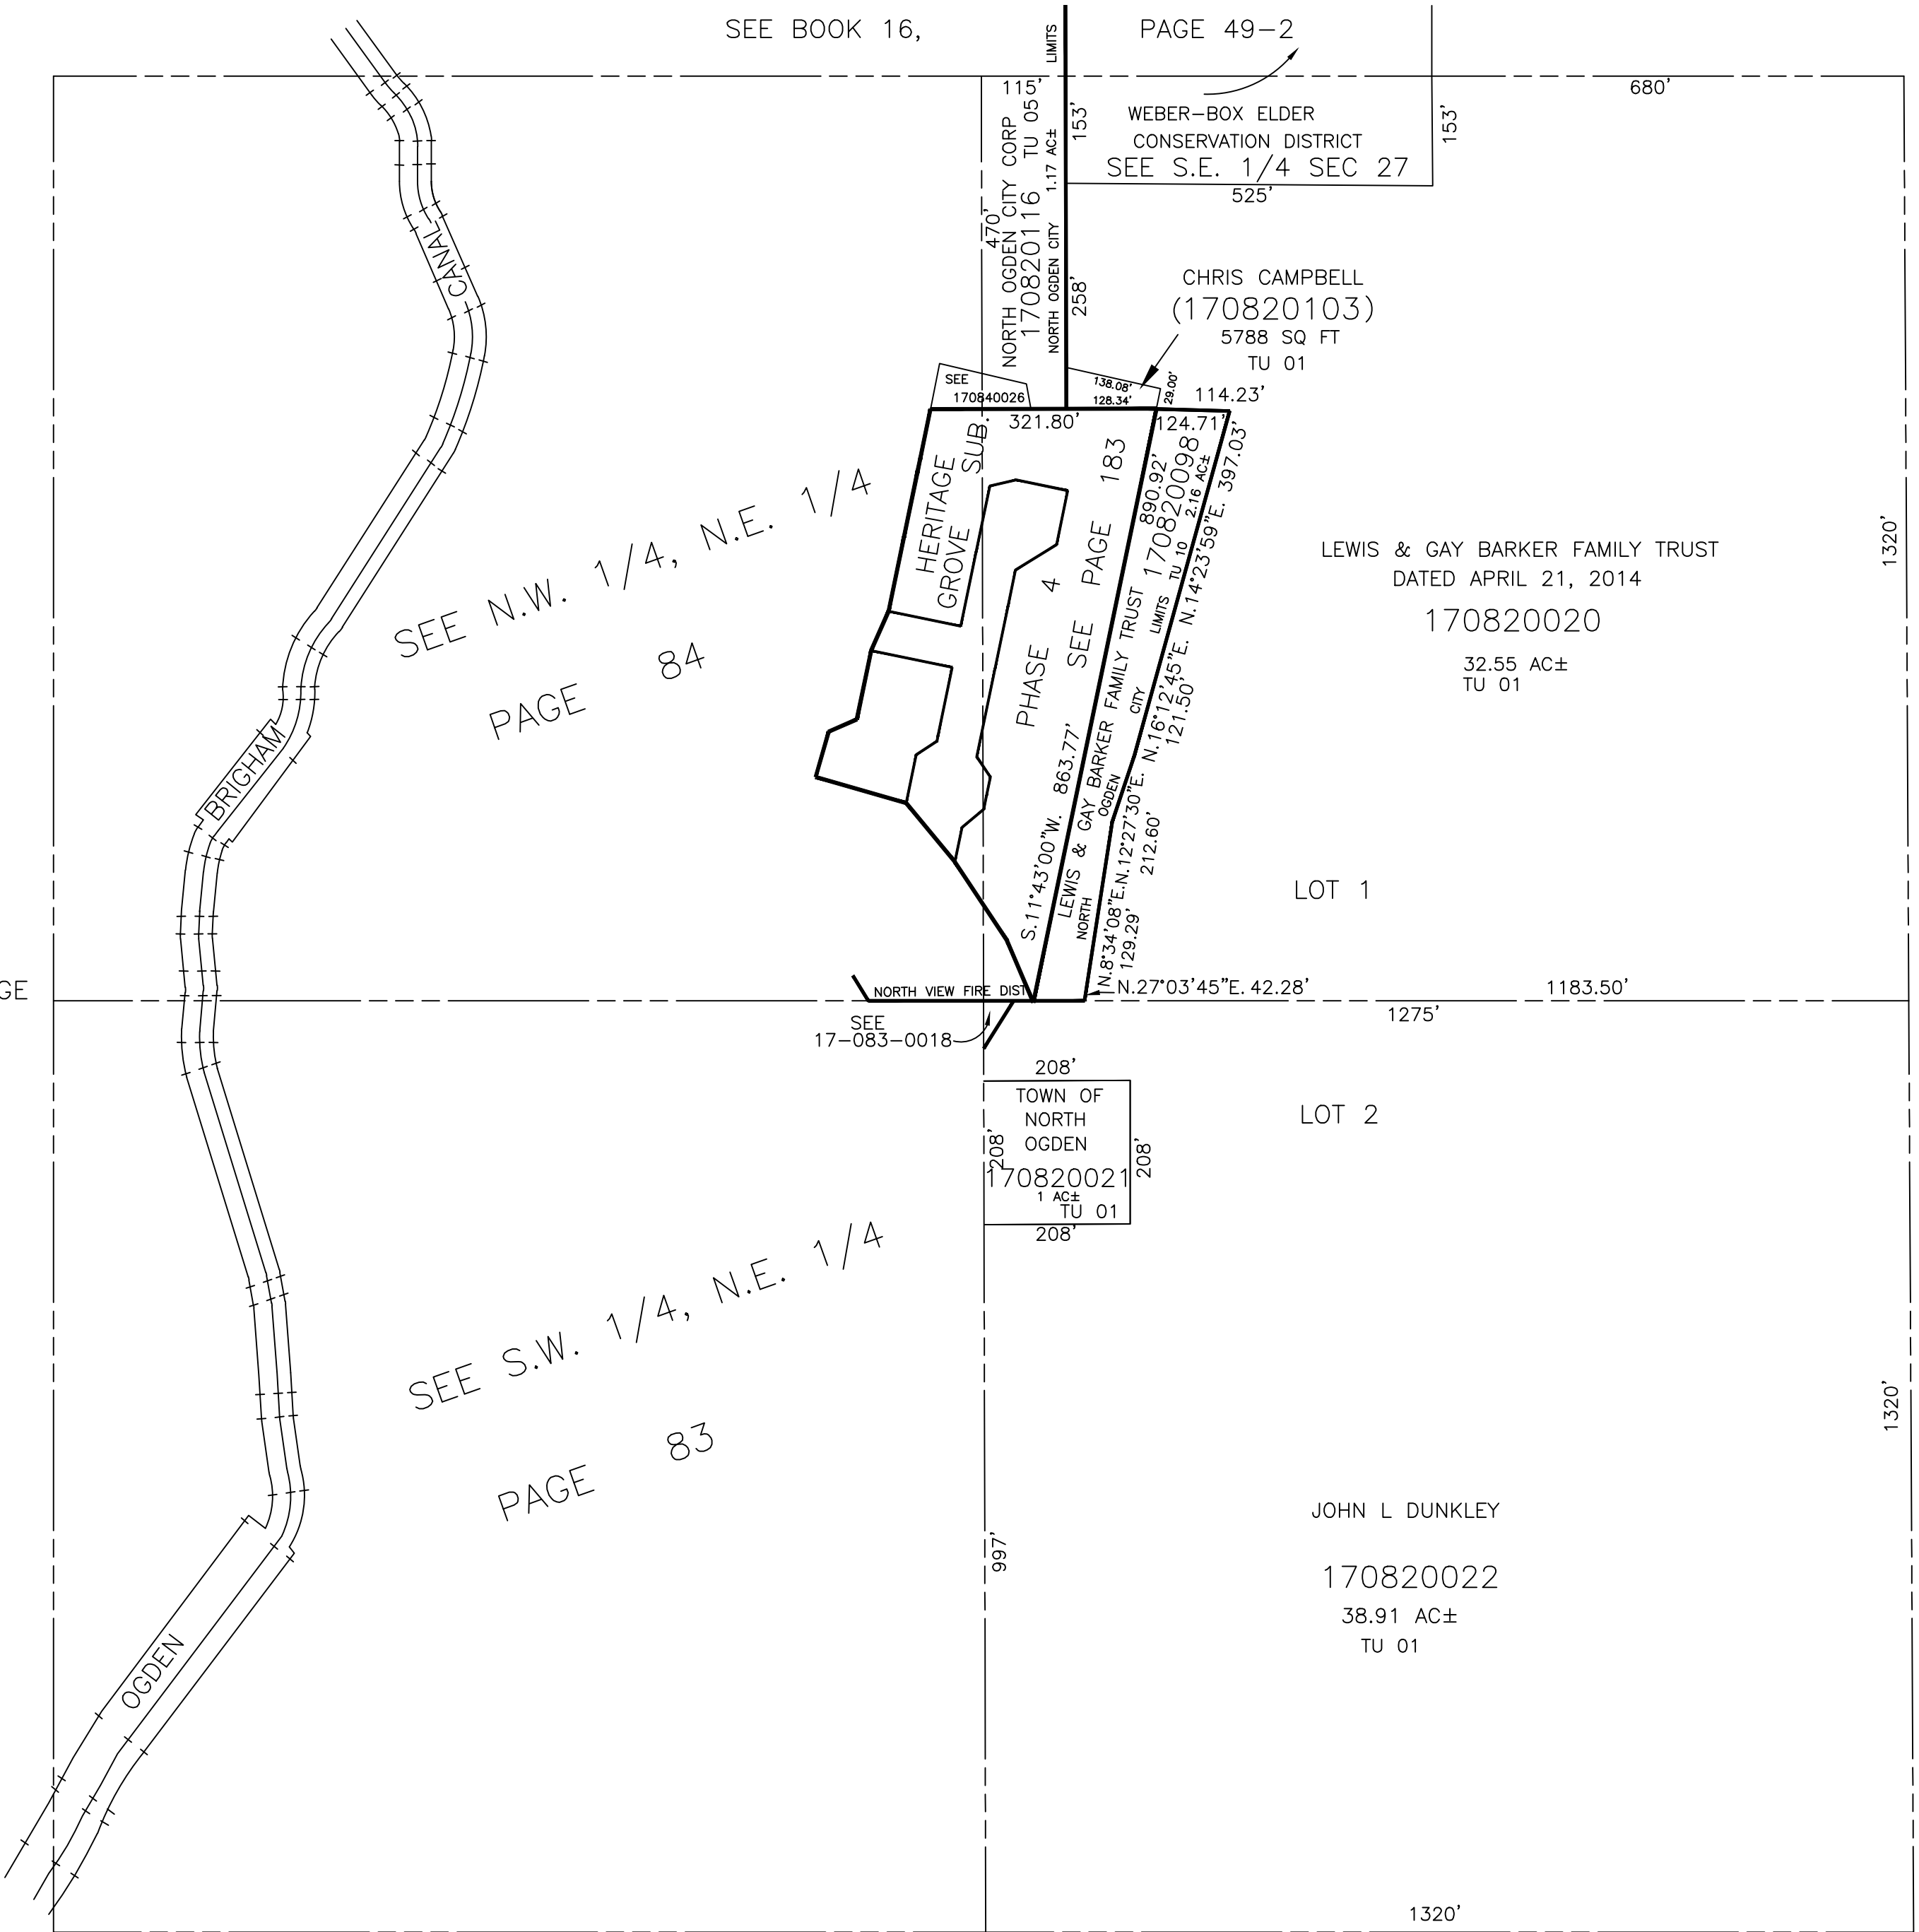 SEE BOOK 16,
PAGE 49-2
LIMITS
115'
680'
153'
WEBER-BOX ELDER
CONSERVATION DISTRICT
SEE S.E. 1/4 SEC 27
153'
525'
NORTH OGDEN CITY CORP
170820116 TU 05
1.17 AC±
NORTH OGDEN CITY
470'
258'
CANAL
CHRIS CAMPBELL
(170820103)
5788 SQ FT
TU 01
SEE
170840026
138.08'
128.34'
29.00'
114.23'
321.80'
124.71'
HERITAGE
GROVE SUB.
PHASE 4
SEE PAGE 183
890.92'
170820098
2.16 AC±
TU 10
LIMITS
CITY
OGDEN
NORTH
LEWIS & GAY BARKER FAMILY TRUST
S.11°43'00"W. 863.77'
N.14°23'59"E. 397.03'
N.16°12'45"E.
121.50'
N.12°27'30"E.
212.60'
N.8°34'08"E.
129.29'
N.27°03'45"E. 42.28'
LEWIS & GAY BARKER FAMILY TRUST
DATED APRIL 21, 2014
170820020
32.55 AC±
TU 01
1320'
SEE N.W. 1/4, N.E. 1/4
PAGE 84
BRIGHAM
LOT 1
GE
NORTH VIEW FIRE DIST
1183.50'
1275'
SEE
17-083-0018
208'
TOWN OF
NORTH
OGDEN
208'
208'
170820021
1 AC±
TU 01
208'
LOT 2
SEE S.W. 1/4, N.E. 1/4
PAGE 83
1320'
997'
JOHN L DUNKLEY
170820022
38.91 AC±
TU 01
OGDEN
1320'